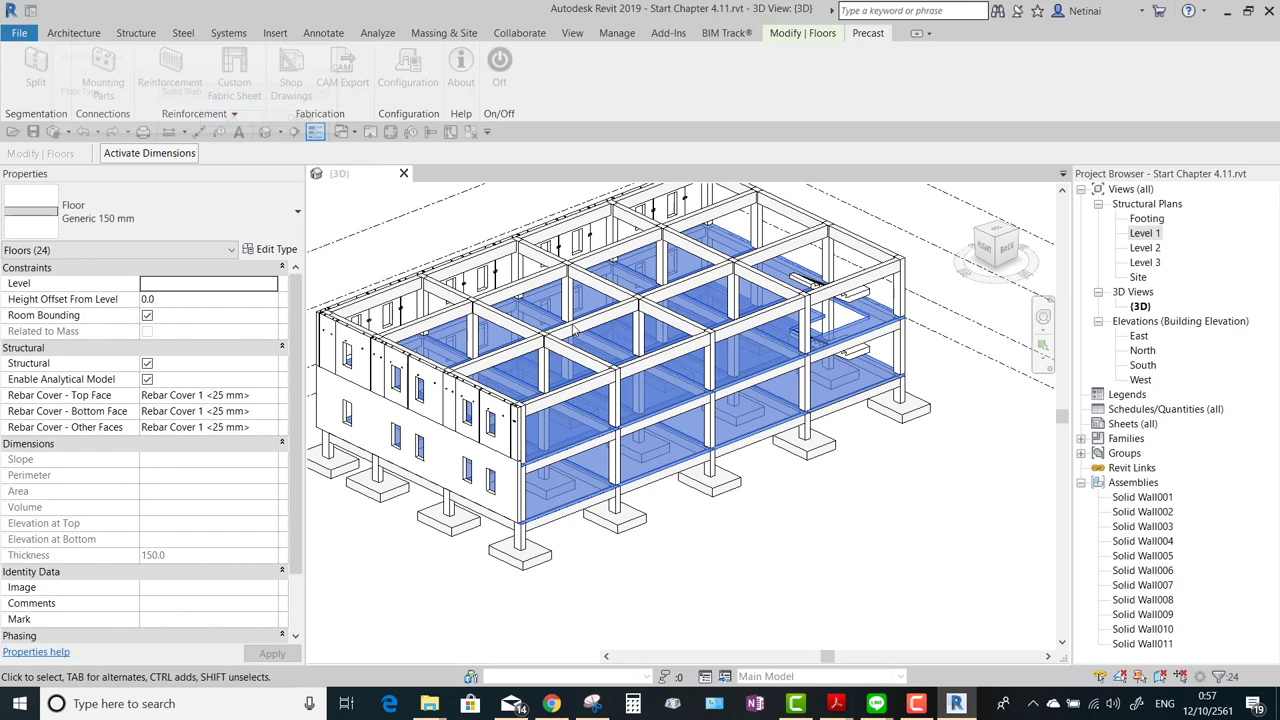 Autodesk Revit 2019 - Start Chapter 4.11.rvt - 3D View: {3D}
Type a keyword or phrase
Netinai
File Architecture Structure Steel Systems Insert Annotate Analyze Massing & Site Collaborate View Manage Add-Ins BIM Track® Modify | Floors Precast
Split
Mounting Parts
Reinforcement
Solid Slab
Custom Fabric Sheet
Shop Drawings
CAM Export
Configuration
About
Off
Segmentation Connections Reinforcement Fabrication Configuration Help On/Off
Modify | Floors Activate Dimensions
Properties
{3D}
Project Browser - Start Chapter 4.11.rvt
Floor
Generic 150 mm
Floors (24) Edit Type
Constraints
Level
Height Offset From Level 0.0
Room Bounding
Related to Mass
Structural
Structural
Enable Analytical Model
Rebar Cover - Top Face Rebar Cover 1 <25 mm>
Rebar Cover - Bottom Face Rebar Cover 1 <25 mm>
Rebar Cover - Other Faces Rebar Cover 1 <25 mm>
Dimensions
Slope
Perimeter
Area
Volume
Elevation at Top
Elevation at Bottom
Thickness 150.0
Identity Data
Image
Comments
Mark
Phasing
Properties help Apply
RIGHT
BACK
Views (all)
Structural Plans
Footing
Level 1
Level 2
Level 3
Site
3D Views
{3D}
Elevations (Building Elevation)
East
North
South
West
Legends
Schedules/Quantities (all)
Sheets (all)
Families
Groups
Revit Links
Assemblies
Solid Wall001
Solid Wall002
Solid Wall003
Solid Wall004
Solid Wall005
Solid Wall006
Solid Wall007
Solid Wall008
Solid Wall009
Solid Wall010
Solid Wall011
Click to select, TAB for alternates, CTRL adds, SHIFT unselects.
:0
Main Model
:24
Type here to search
14
ENG
0:57
12/10/2561
19